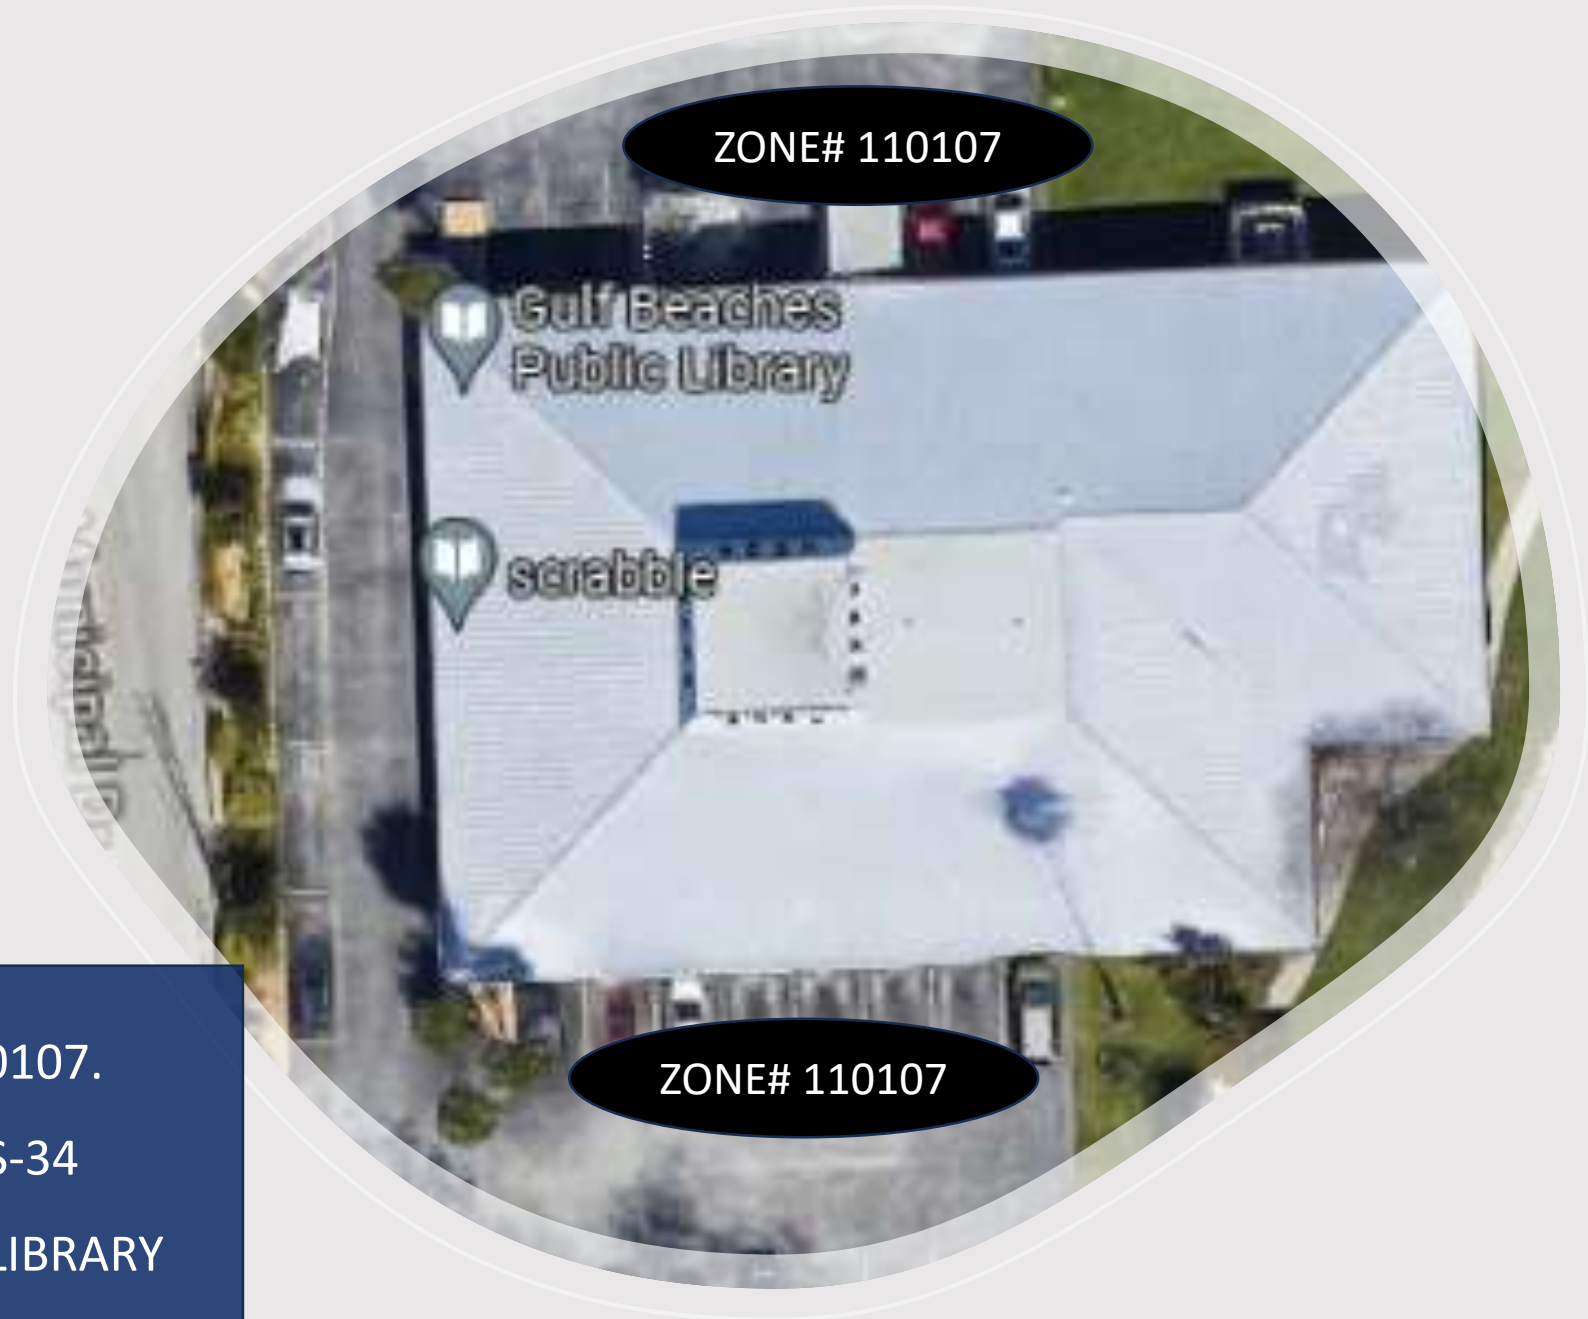 ZONE# 110107
Gulf Beaches
Public Library
scrabble
ZONE# 110107
0107.
S-34
LIBRARY